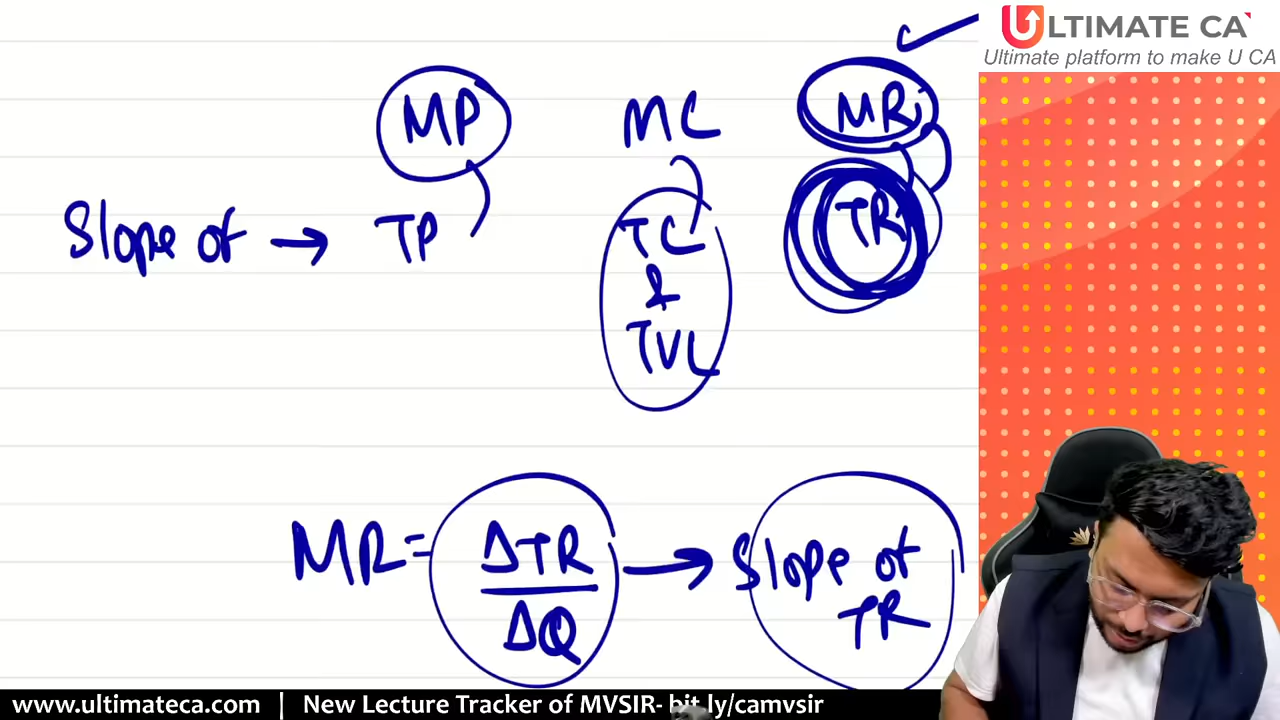 ULTIMATE CA
Ultimate platform to make U CA
MP MC MR
Slope of → TP TC TR
&
TVC
MR = ΔTR → Slope of
ΔQ TR
www.ultimateca.com | New Lecture Tracker of MVSIR- bit.ly/camvsir